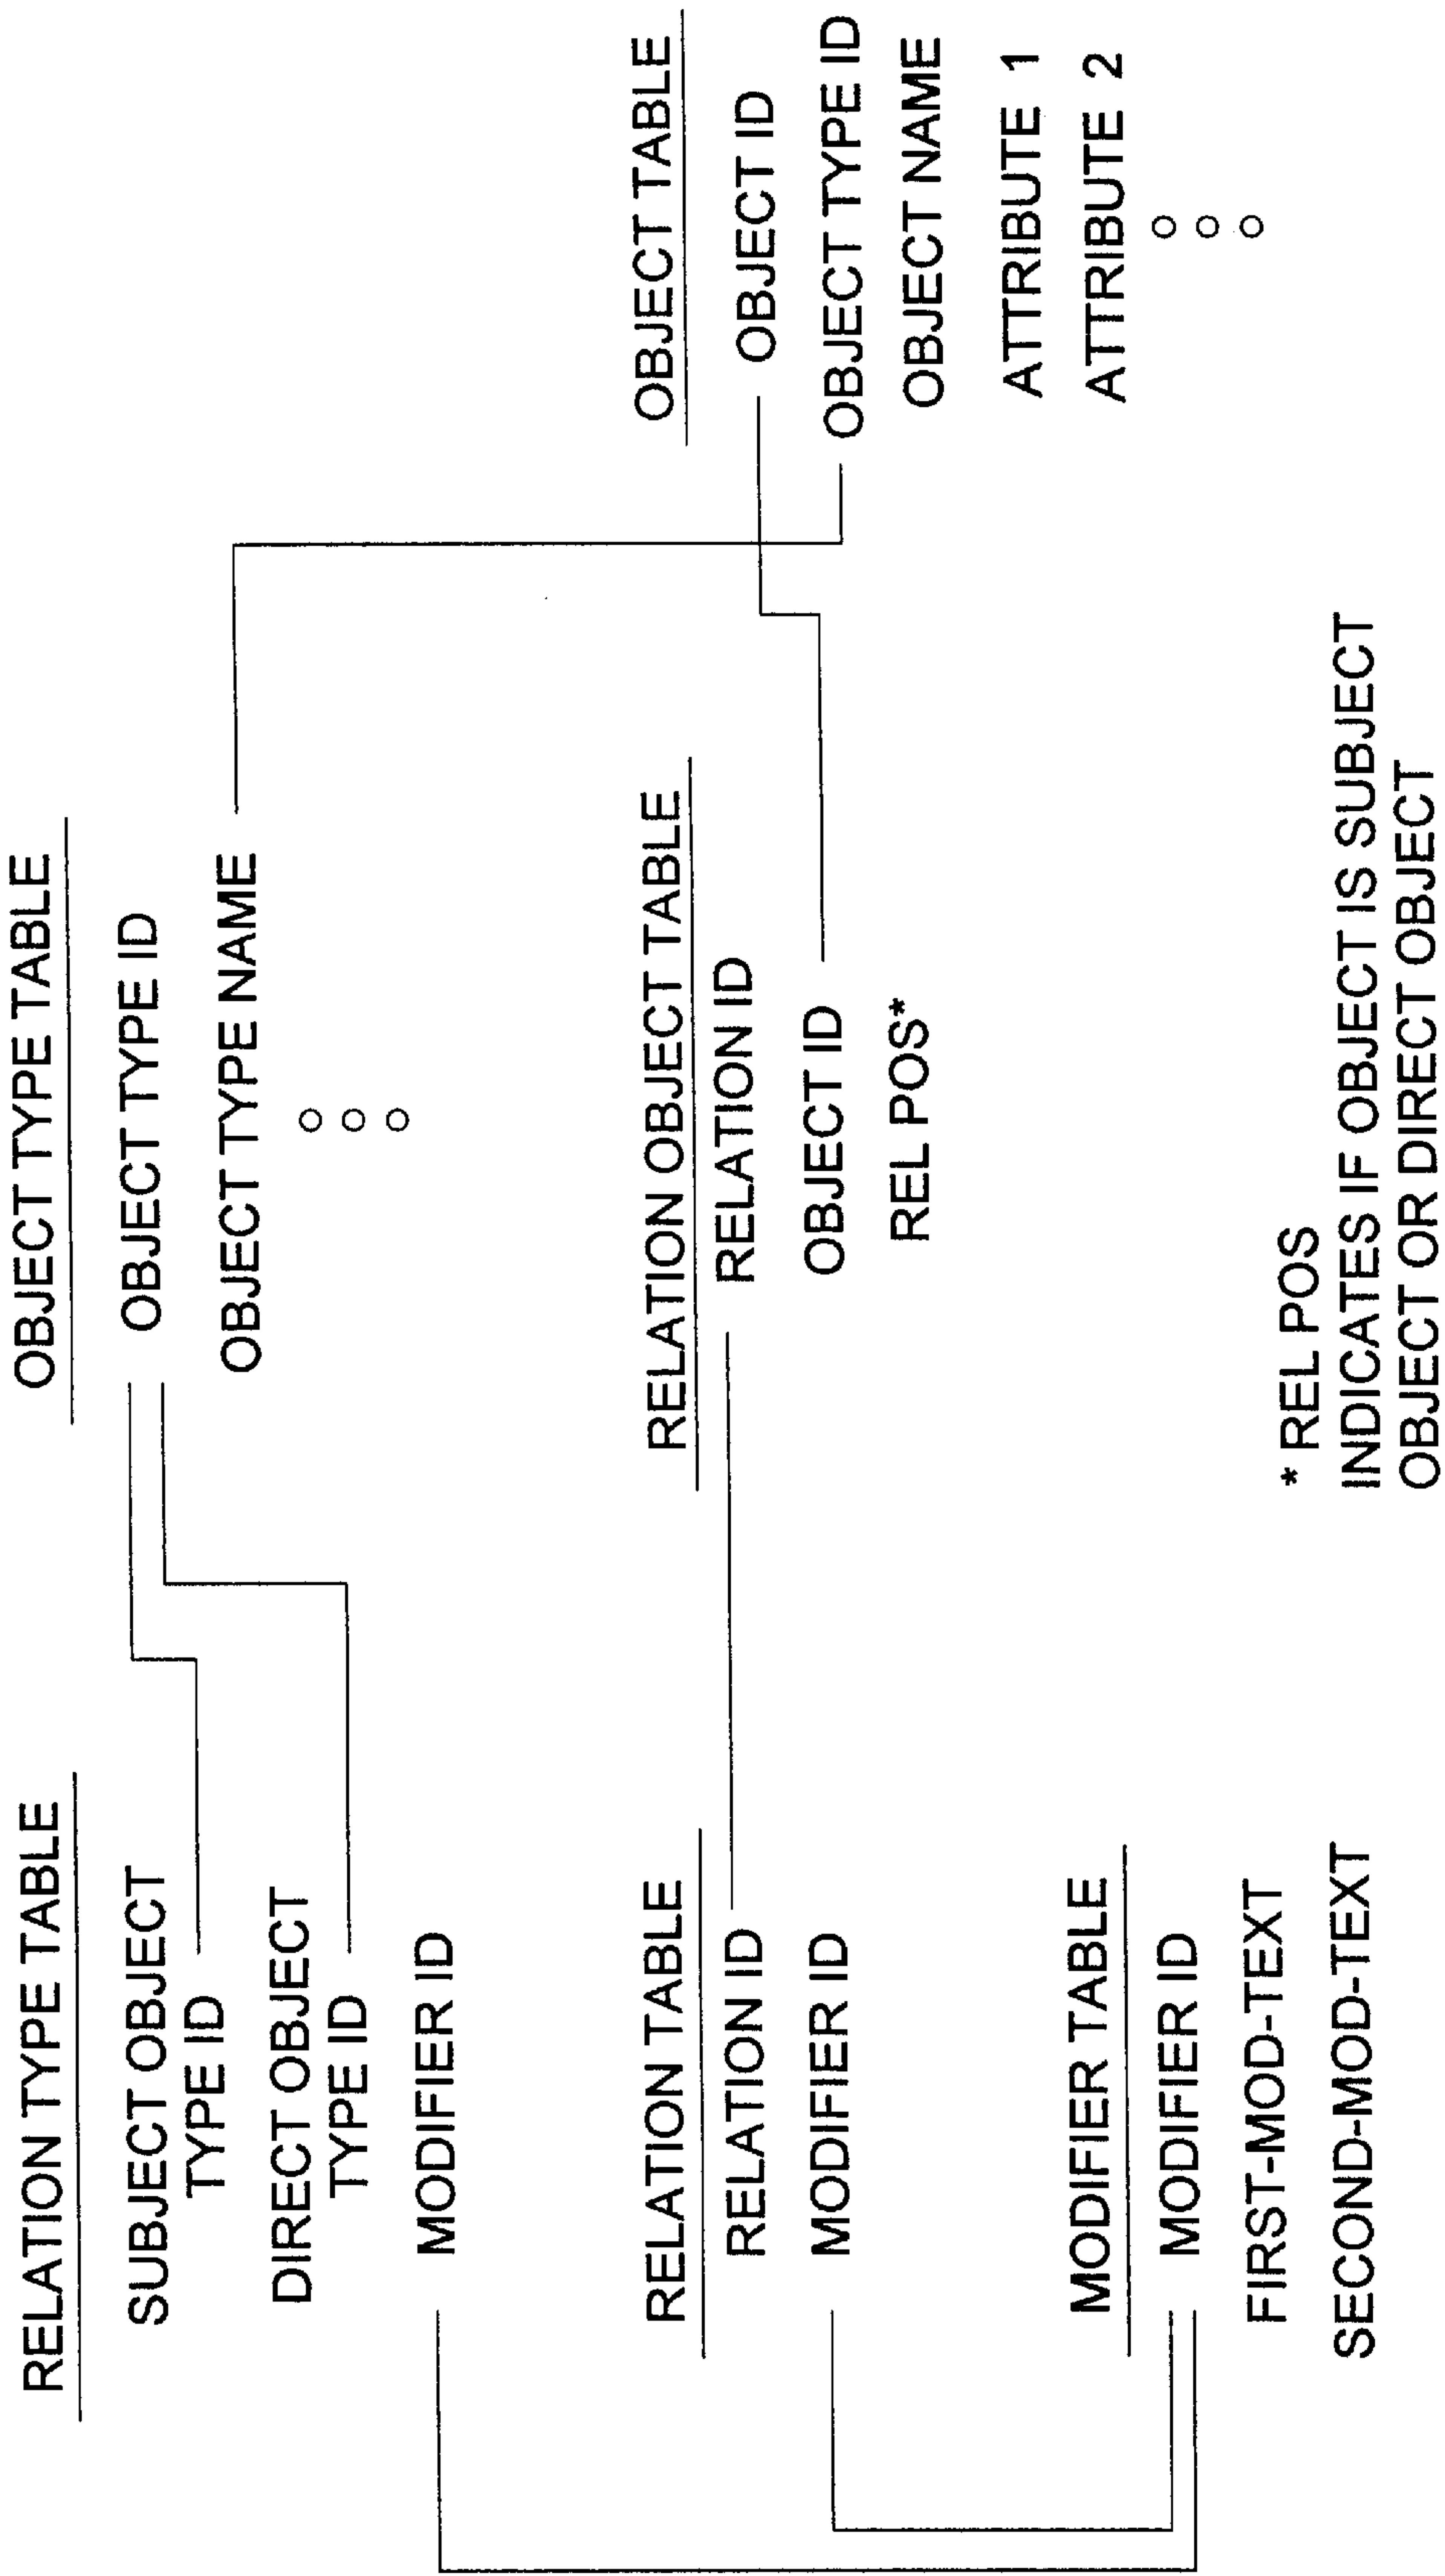 RELATION TYPE TABLE
SUBJECT OBJECT
TYPE ID
DIRECT OBJECT
TYPE ID
MODIFIER ID
OBJECT TYPE TABLE
OBJECT TYPE ID
OBJECT TYPE NAME
RELATION TABLE
RELATION ID
MODIFIER ID
RELATION OBJECT TABLE
RELATION ID
OBJECT ID
REL POS*
OBJECT TABLE
OBJECT ID
OBJECT TYPE ID
OBJECT NAME
ATTRIBUTE 1
ATTRIBUTE 2
MODIFIER TABLE
MODIFIER ID
FIRST-MOD-TEXT
SECOND-MOD-TEXT
* REL POS
INDICATES IF OBJECT IS SUBJECT
OBJECT OR DIRECT OBJECT